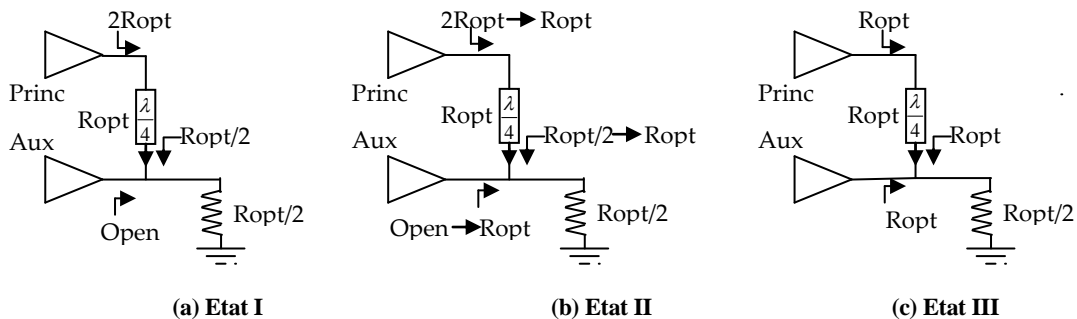 2Ropt
Princ
Ropt
λ/4
Ropt/2
Aux
Open
Ropt/2
(a) Etat I
2Ropt → Ropt
Princ
Ropt
λ/4
Ropt/2 → Ropt
Aux
Open → Ropt
Ropt/2
(b) Etat II
Ropt
Princ
Ropt
λ/4
Ropt
Aux
Ropt
Ropt/2
(c) Etat III